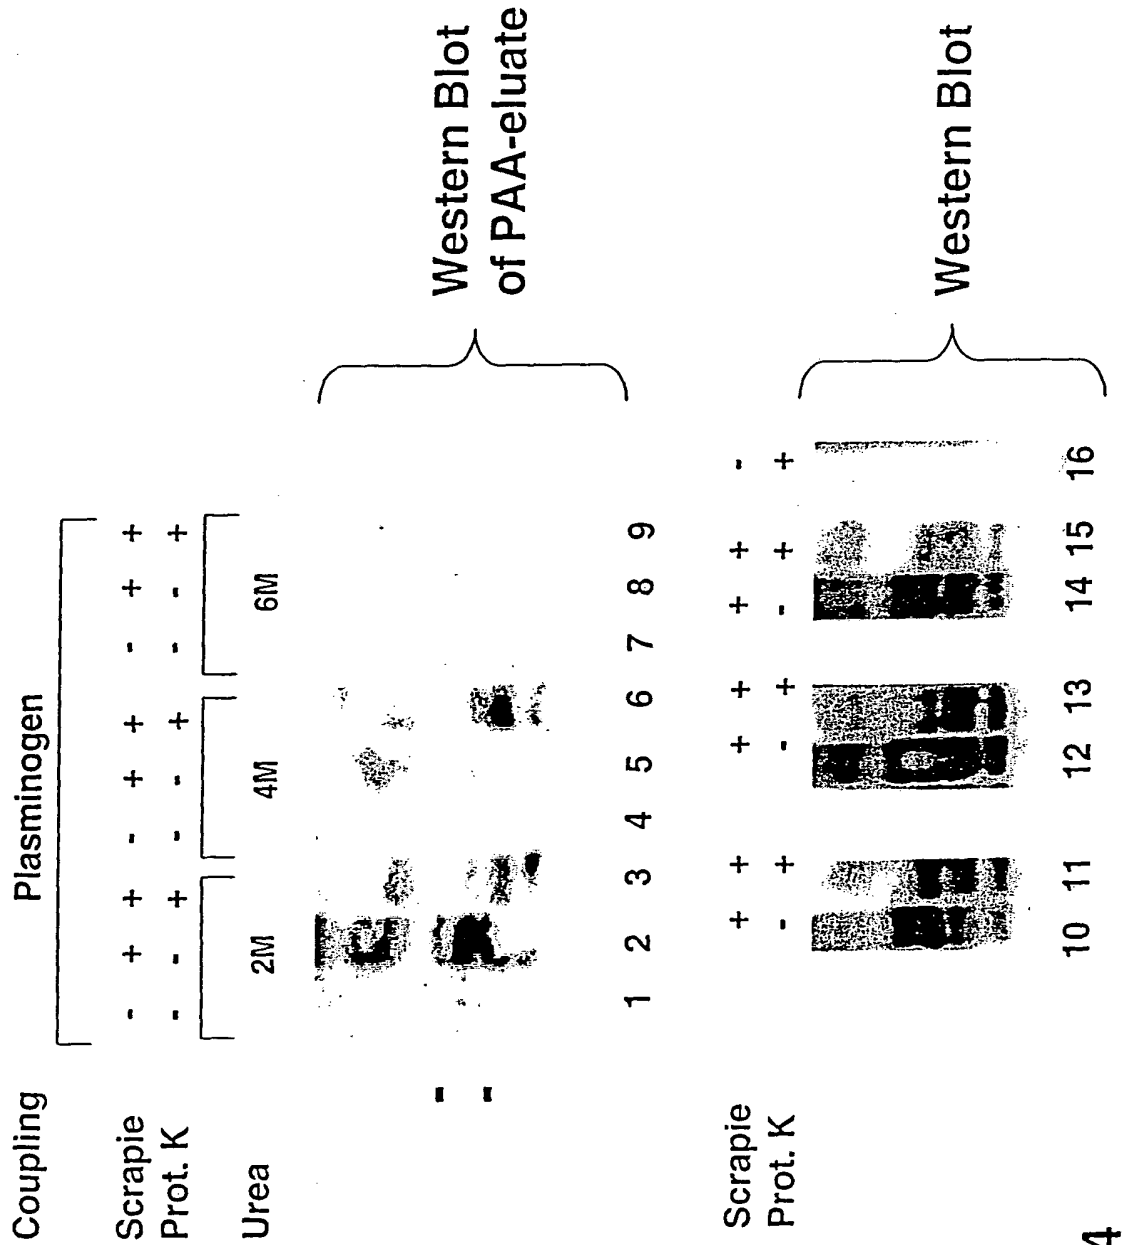 Coupling Plasminogen
Scrapie - + + - + + - + +
Prot. K - - + - - + - - +
Urea 2M 4M 6M
1 2 3 4 5 6 7 8 9
Western Blot
of PAA-eluate
Scrapie + + + + + + -
Prot. K - + - + - + +
10 11 12 13 14 15 16
Western Blot
4